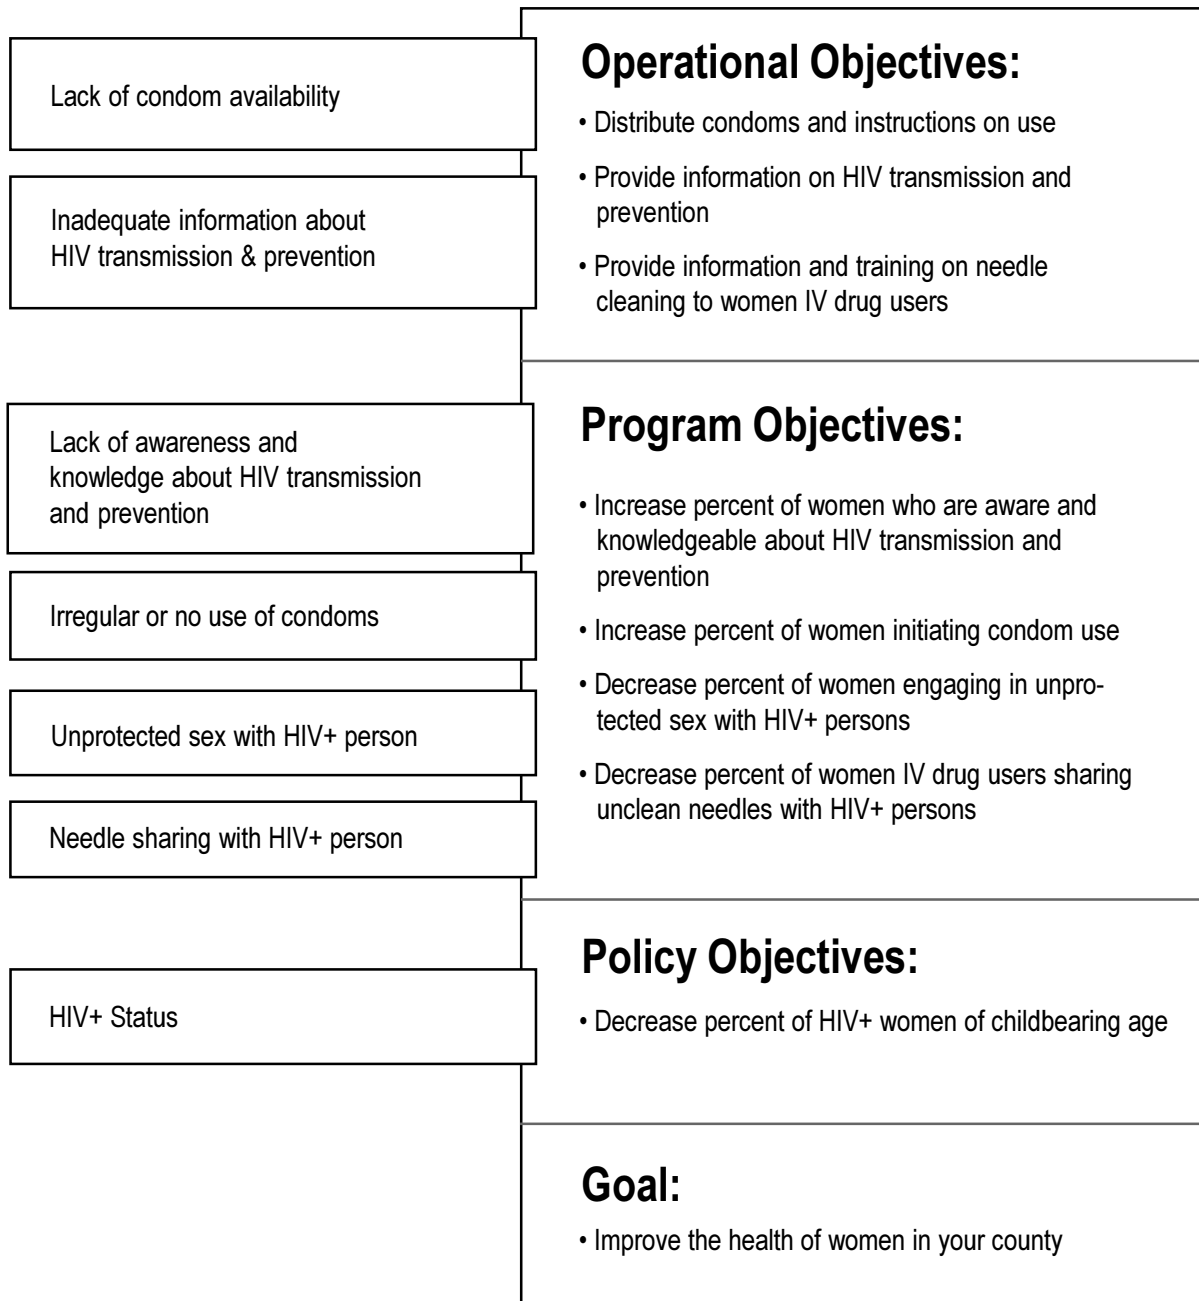 Lack of condom availability
Inadequate information about
HIV transmission & prevention
Operational Objectives:
• Distribute condoms and instructions on use
• Provide information on HIV transmission and
prevention
• Provide information and training on needle
cleaning to women IV drug users
Lack of awareness and
knowledge about HIV transmission
and prevention
Irregular or no use of condoms
Unprotected sex with HIV+ person
Needle sharing with HIV+ person
Program Objectives:
• Increase percent of women who are aware and
knowledgeable about HIV transmission and
prevention
• Increase percent of women initiating condom use
• Decrease percent of women engaging in unpro-
tected sex with HIV+ persons
• Decrease percent of women IV drug users sharing
unclean needles with HIV+ persons
HIV+ Status
Policy Objectives:
• Decrease percent of HIV+ women of childbearing age
Goal:
• Improve the health of women in your county